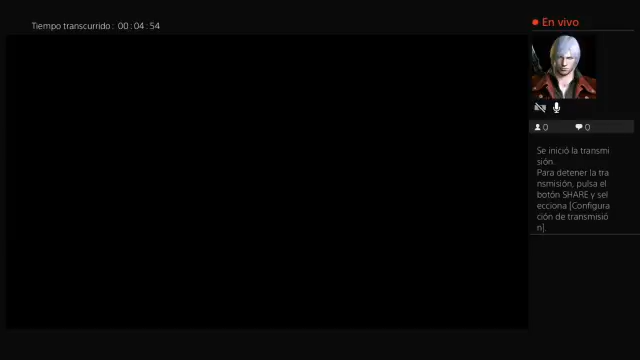 Tiempo transcurrido: 00:04:54
En vivo
0 0
Se inició la transmi
sión.
Para detener la tra
nsmisión, pulsa el
botón SHARE y sel
ecciona [Configura
ción de transmisió
n].